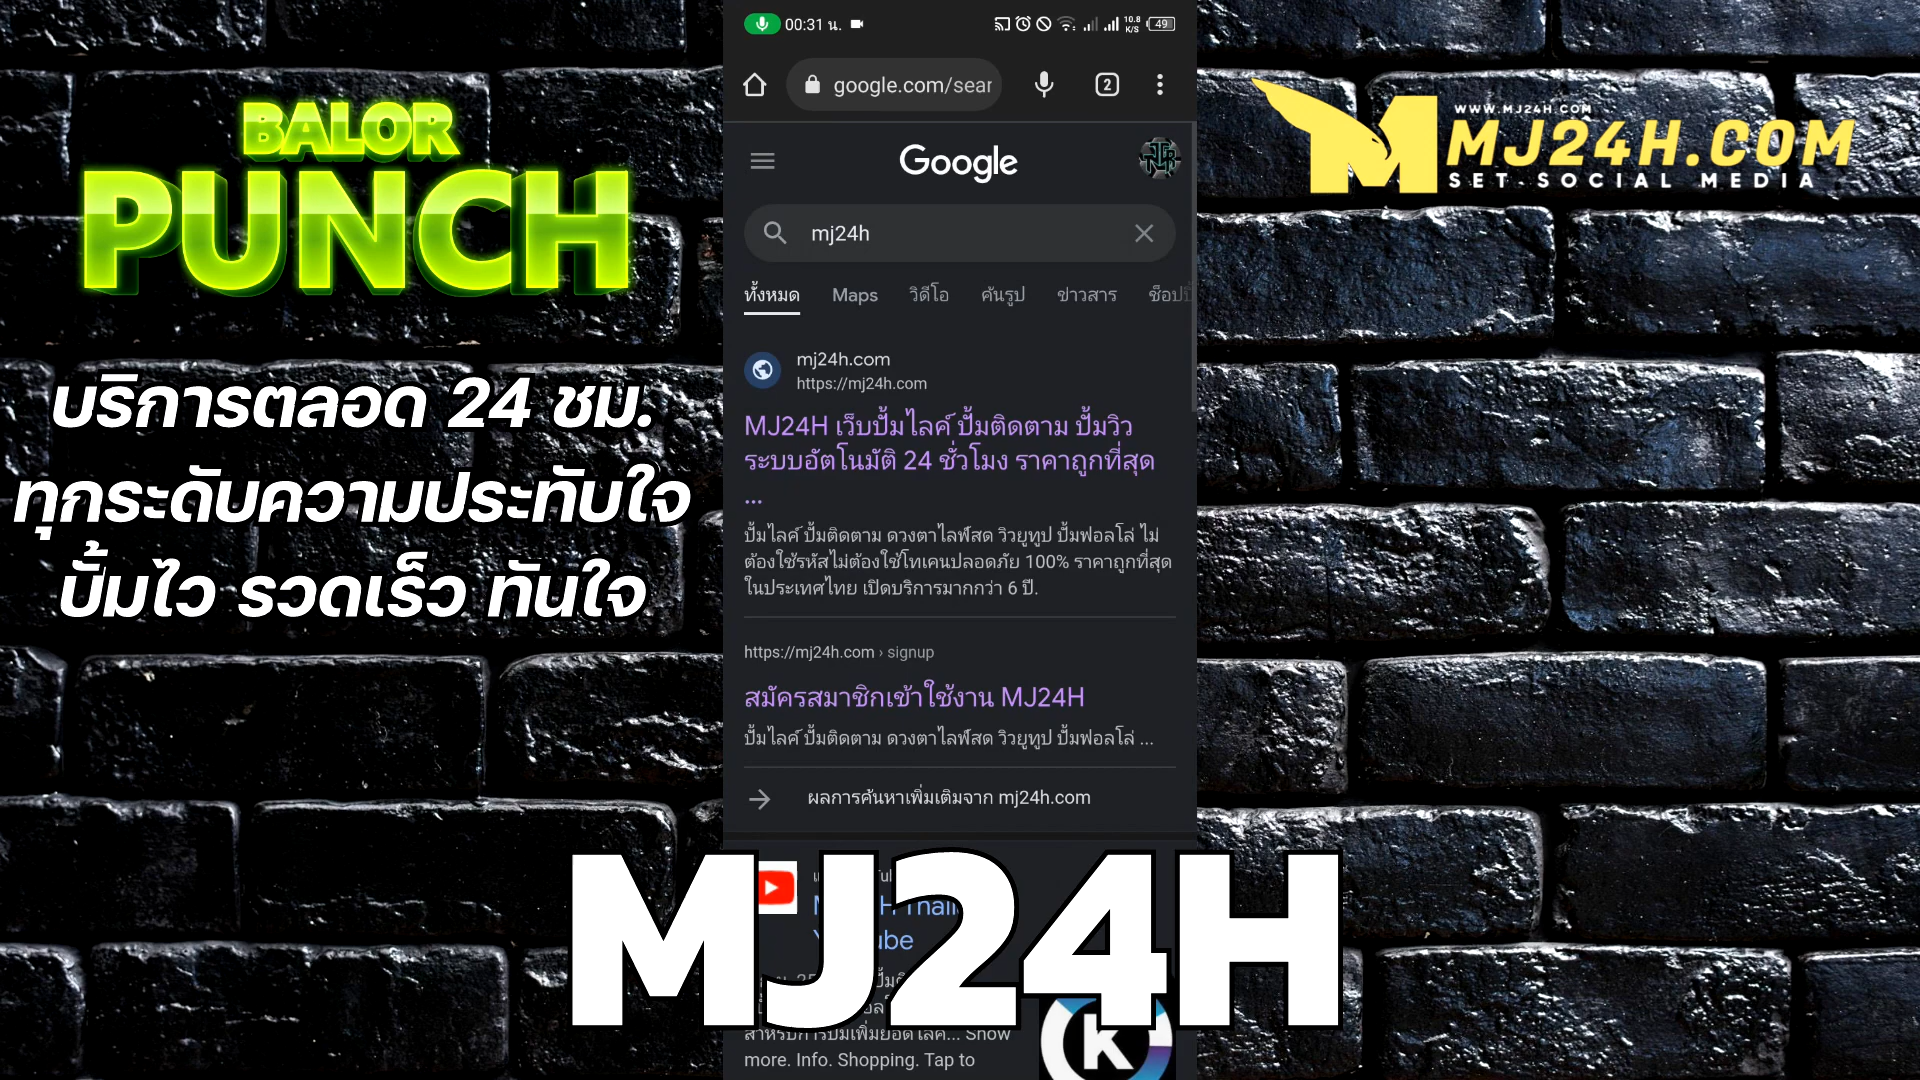 BALOR
PUNCH
บริการตลอด 24 ชม.
ทุกระดับความประทับใจ
ปั้มไว รวดเร็ว ทันใจ
00:31 น.
10.8
K/S
49
google.com/sear
2
Google
mj24h
ทั้งหมด Maps วิดีโอ ค้นรูป ข่าวสาร
mj24h.com
https://mj24h.com
MJ24H เว็บปั้มไลค์ ปั้มติดตาม ปั้มวิว
ระบบอัตโนมัติ 24 ชั่วโมง ราคาถูกที่สุด
...
ปั้มไลค์ ปั้มติดตาม ดวงตาไลฟ์สด วิวยูทูป ปั้มฟอลโล่ ไม่
ต้องใช้รหัสไม่ต้องใช้โทเคนปลอดภัย 100% ราคาถูกที่สุด
ในประเทศไทย เปิดบริการมากกว่า 6 ปี.
https://mj24h.com › signup
สมัครสมาชิกเข้าใช้งาน MJ24H
ปั้มไลค์ ปั้มติดตาม ดวงตาไลฟ์สด วิวยูทูป ปั้มฟอลโล่ ...
ผลการค้นหาเพิ่มเติมจาก mj24h.com
Show
more. Info. Shopping. Tap to
K
MJ24H
WWW.MJ24H.COM
MJ24H.COM
SET SOCIAL MEDIA